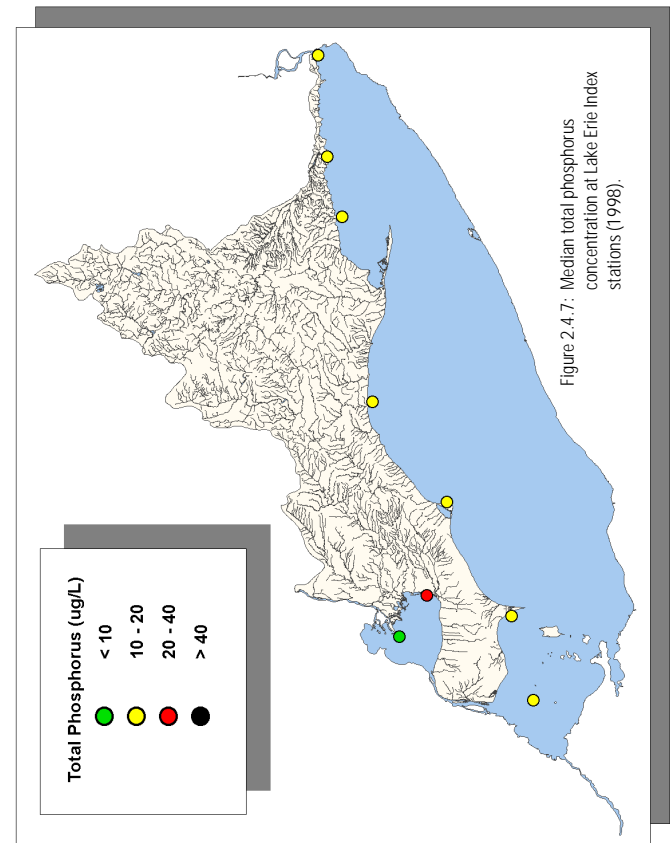 Total Phosphorus (ug/L)
< 10
10 - 20
20 - 40
> 40
Figure 2.4.7: Median total phosphorus
concentration at Lake Erie Index
stations (1998).